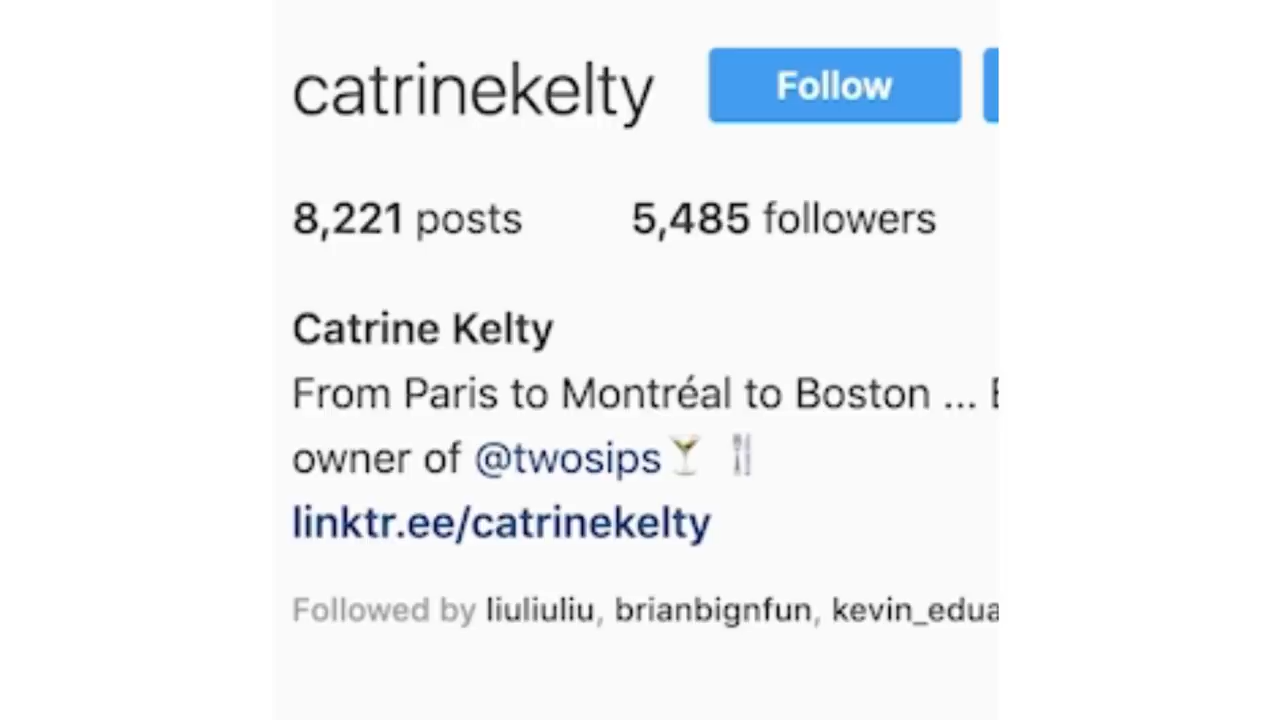 catrinekelty Follow
8,221 posts 5,485 followers
Catrine Kelty
From Paris to Montréal to Boston ...
owner of @twosips🍸 🍴
linktr.ee/catrinekelty
Followed by liuliuliu, brianbignfun, kevin_edua